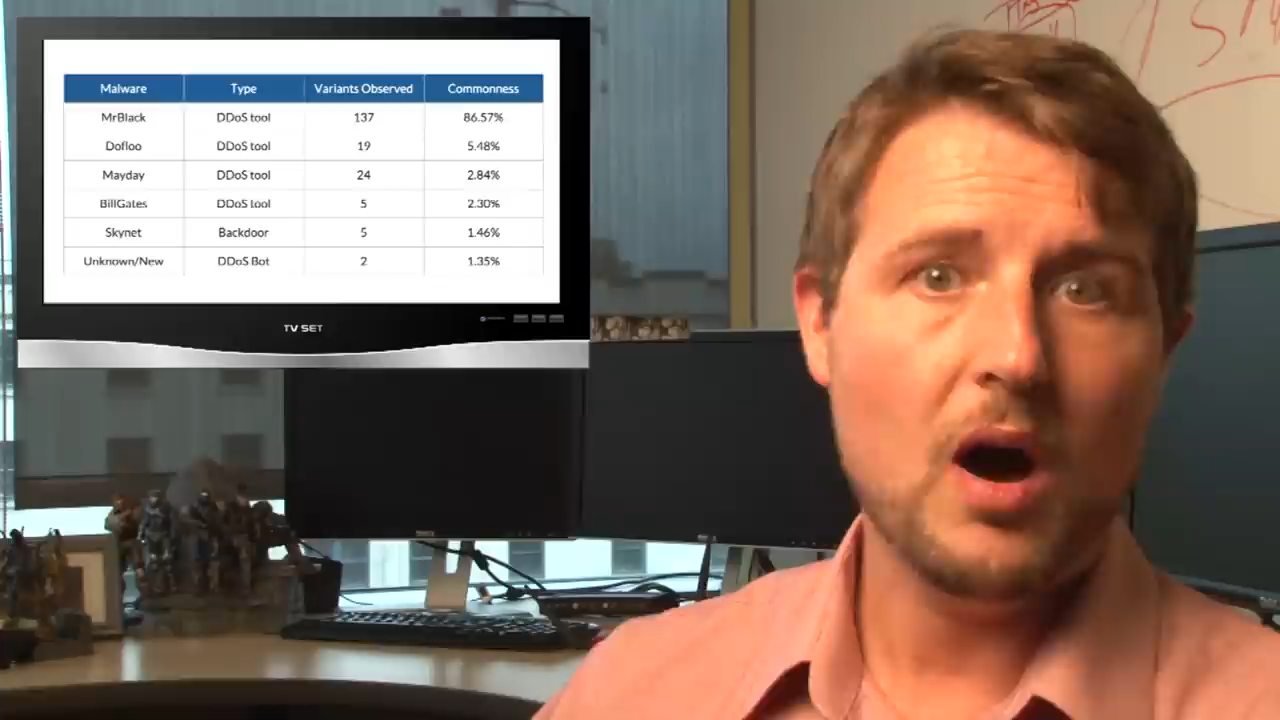 Malware Type Variants Observed Commonness
MrBlack DDoS tool 137 86.57%
Dofloo DDoS tool 19 5.48%
Mayday DDoS tool 24 2.84%
BillGates DDoS tool 5 2.30%
Skynet Backdoor 5 1.46%
Unknown/New DDoS Bot 2 1.35%
TV SET